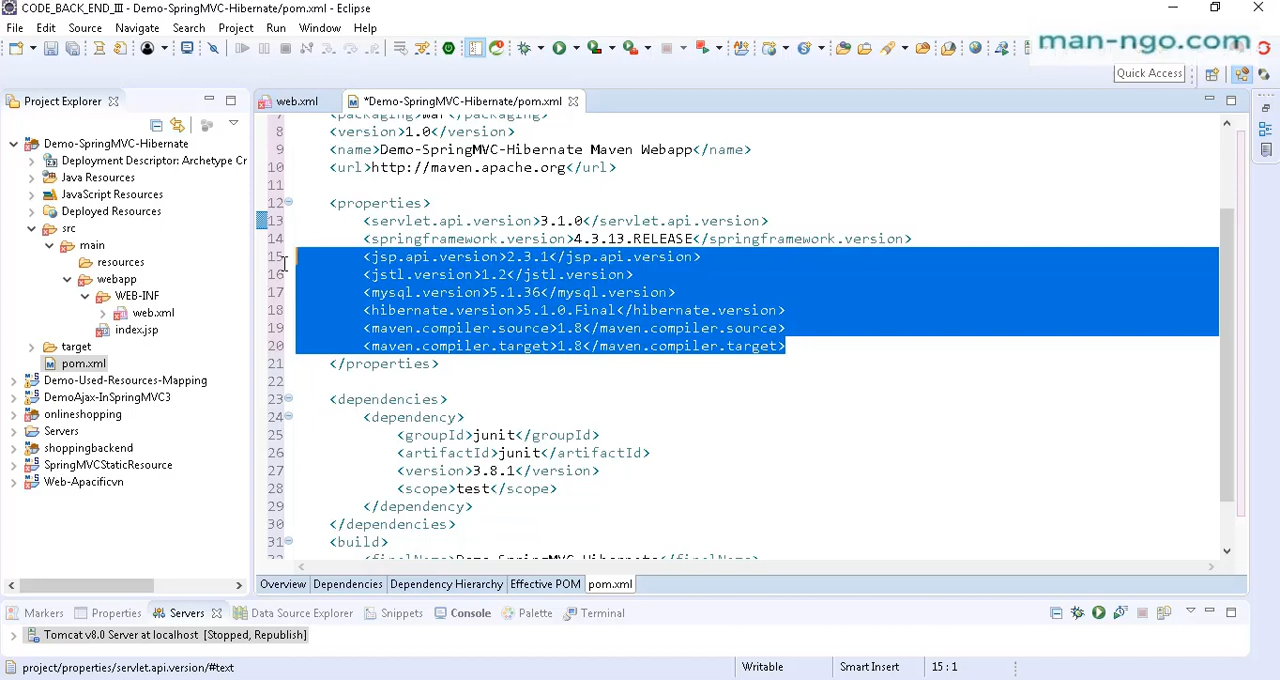 CODE_BACK_END_III - Demo-SpringMVC-Hibernate/pom.xml - Eclipse
File Edit Source Navigate Search Project Run Window Help
man-ngo.com
Quick Access
Project Explorer
web.xml
*Demo-SpringMVC-Hibernate/pom.xml
Demo-SpringMVC-Hibernate
Deployment Descriptor: Archetype Cr
Java Resources
JavaScript Resources
Deployed Resources
src
main
resources
webapp
WEB-INF
web.xml
index.jsp
target
pom.xml
Demo-Used-Resources-Mapping
DemoAjax-InSpringMVC3
onlineshopping
Servers
shoppingbackend
SpringMVCStaticResource
Web-Apacificvn
<packaging>war</packaging>
8 <version>1.0</version>
9 <name>Demo-SpringMVC-Hibernate Maven Webapp</name>
10 <url>http://maven.apache.org</url>
11
12 <properties>
13 <servlet.api.version>3.1.0</servlet.api.version>
14 <springframework.version>4.3.13.RELEASE</springframework.version>
15 <jsp.api.version>2.3.1</jsp.api.version>
16 <jstl.version>1.2</jstl.version>
17 <mysql.version>5.1.36</mysql.version>
18 <hibernate.version>5.1.0.Final</hibernate.version>
19 <maven.compiler.source>1.8</maven.compiler.source>
20 <maven.compiler.target>1.8</maven.compiler.target>
21 </properties>
22
23 <dependencies>
24 <dependency>
25 <groupId>junit</groupId>
26 <artifactId>junit</artifactId>
27 <version>3.8.1</version>
28 <scope>test</scope>
29 </dependency>
30 </dependencies>
31 <build>
32 <finalName>Demo-SpringMVC-Hibernate</finalName>
Overview Dependencies Dependency Hierarchy Effective POM pom.xml
Markers Properties Servers Data Source Explorer Snippets Console Palette Terminal
Tomcat v8.0 Server at localhost [Stopped, Republish]
project/properties/servlet.api.version/#text
Writable
Smart Insert
15 : 1